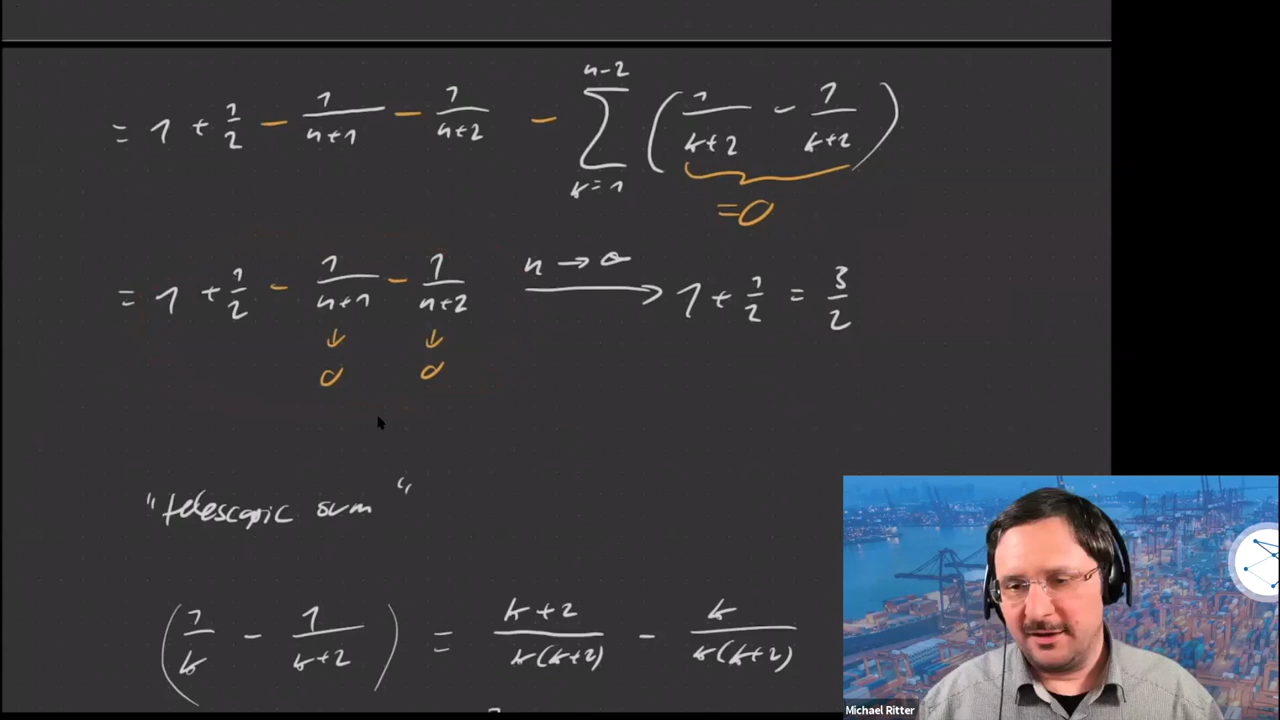 = 1 + 1/2 - 1/(n+1) - 1/(n+2) - ∑_{k=1}^{n-2} (1/(k+2) - 1/(k+2))
=0
= 1 + 1/2 - 1/(n+1) - 1/(n+2) n→∞ 1 + 1/2 = 3/2
↓ ↓
0 0
"telescopic sum"
(1/k - 1/(k+2)) = (k+2)/(k(k+2)) - k/(k(k+2))
Michael Ritter